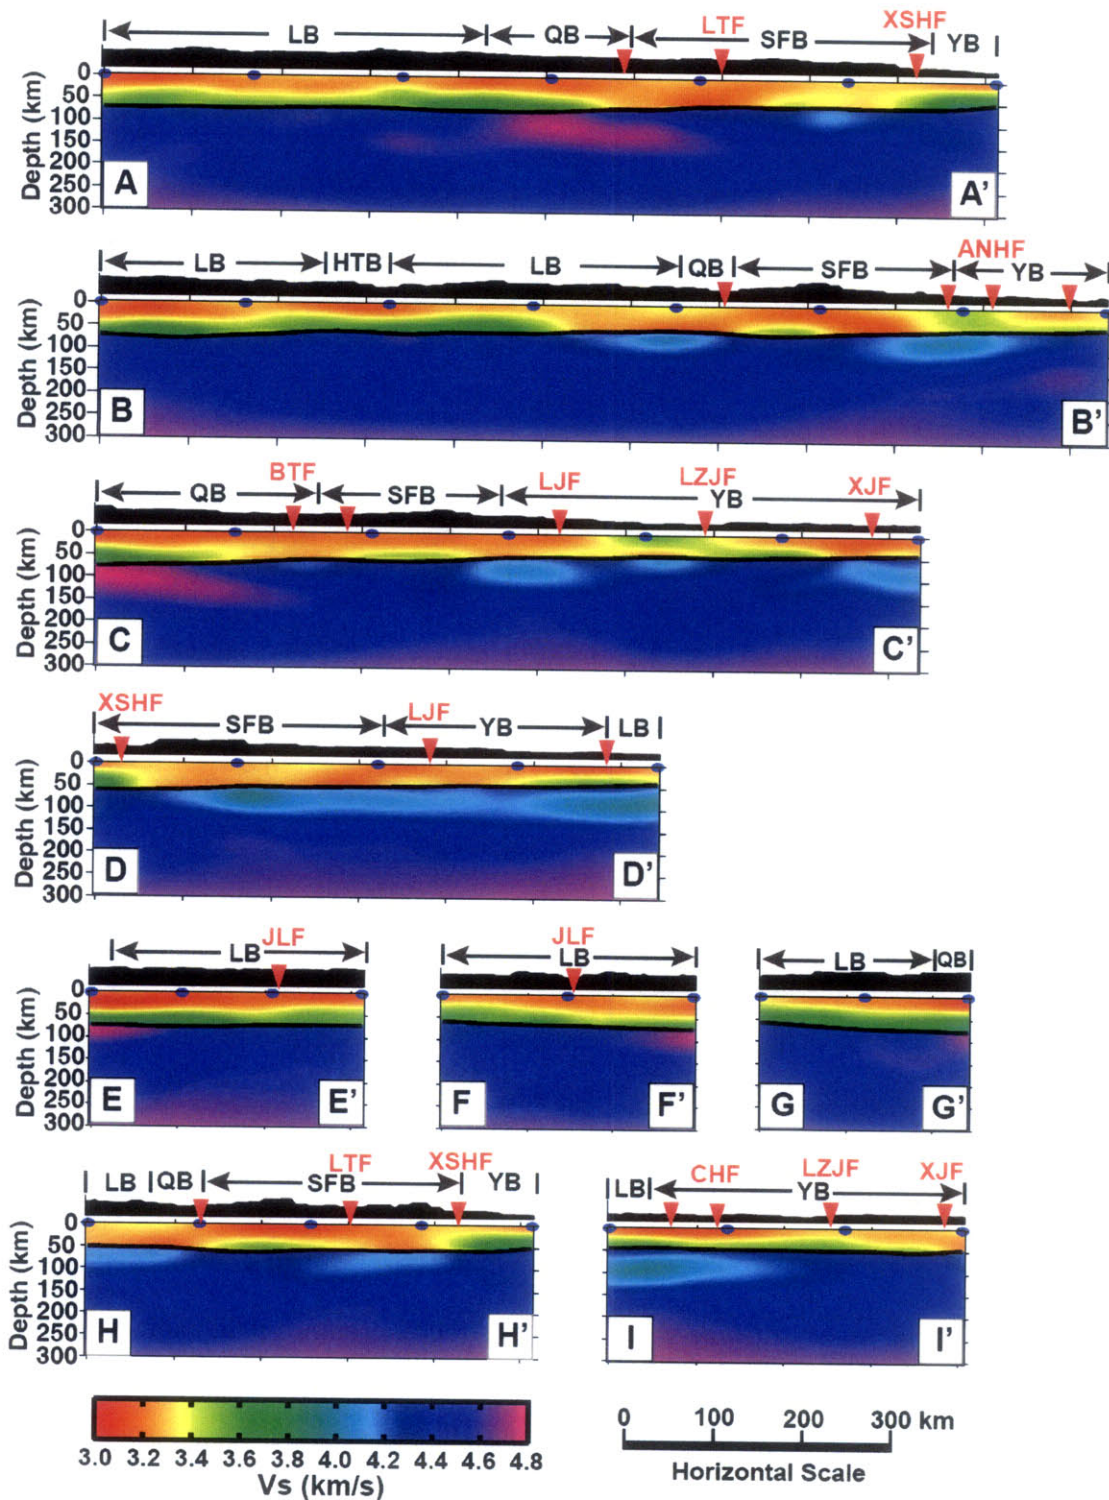 LB QB LTF SFB XSHF YB
0
50
100
150
200
250
300
Depth (km)
A A'
LB HTB LB QB SFB ANHF YB
0
50
100
150
200
250
300
Depth (km)
B B'
QB BTF SFB LJF LZJF YB XJF
0
50
100
150
200
250
300
Depth (km)
C C'
XSHF SFB LJF YB LB
0
50
100
150
200
250
300
Depth (km)
D D'
LB JLF JLF LB LB QB
0
50
100
150
200
250
300
Depth (km)
E E' F F' G G'
LB QB SFB LTF XSHF YB LB CHF LZJF YB XJF
0
50
100
150
200
250
300
Depth (km)
H H' I I'
3.0 3.2 3.4 3.6 3.8 4.0 4.2 4.4 4.6 4.8
Vs (km/s)
0 100 200 300 km
Horizontal Scale